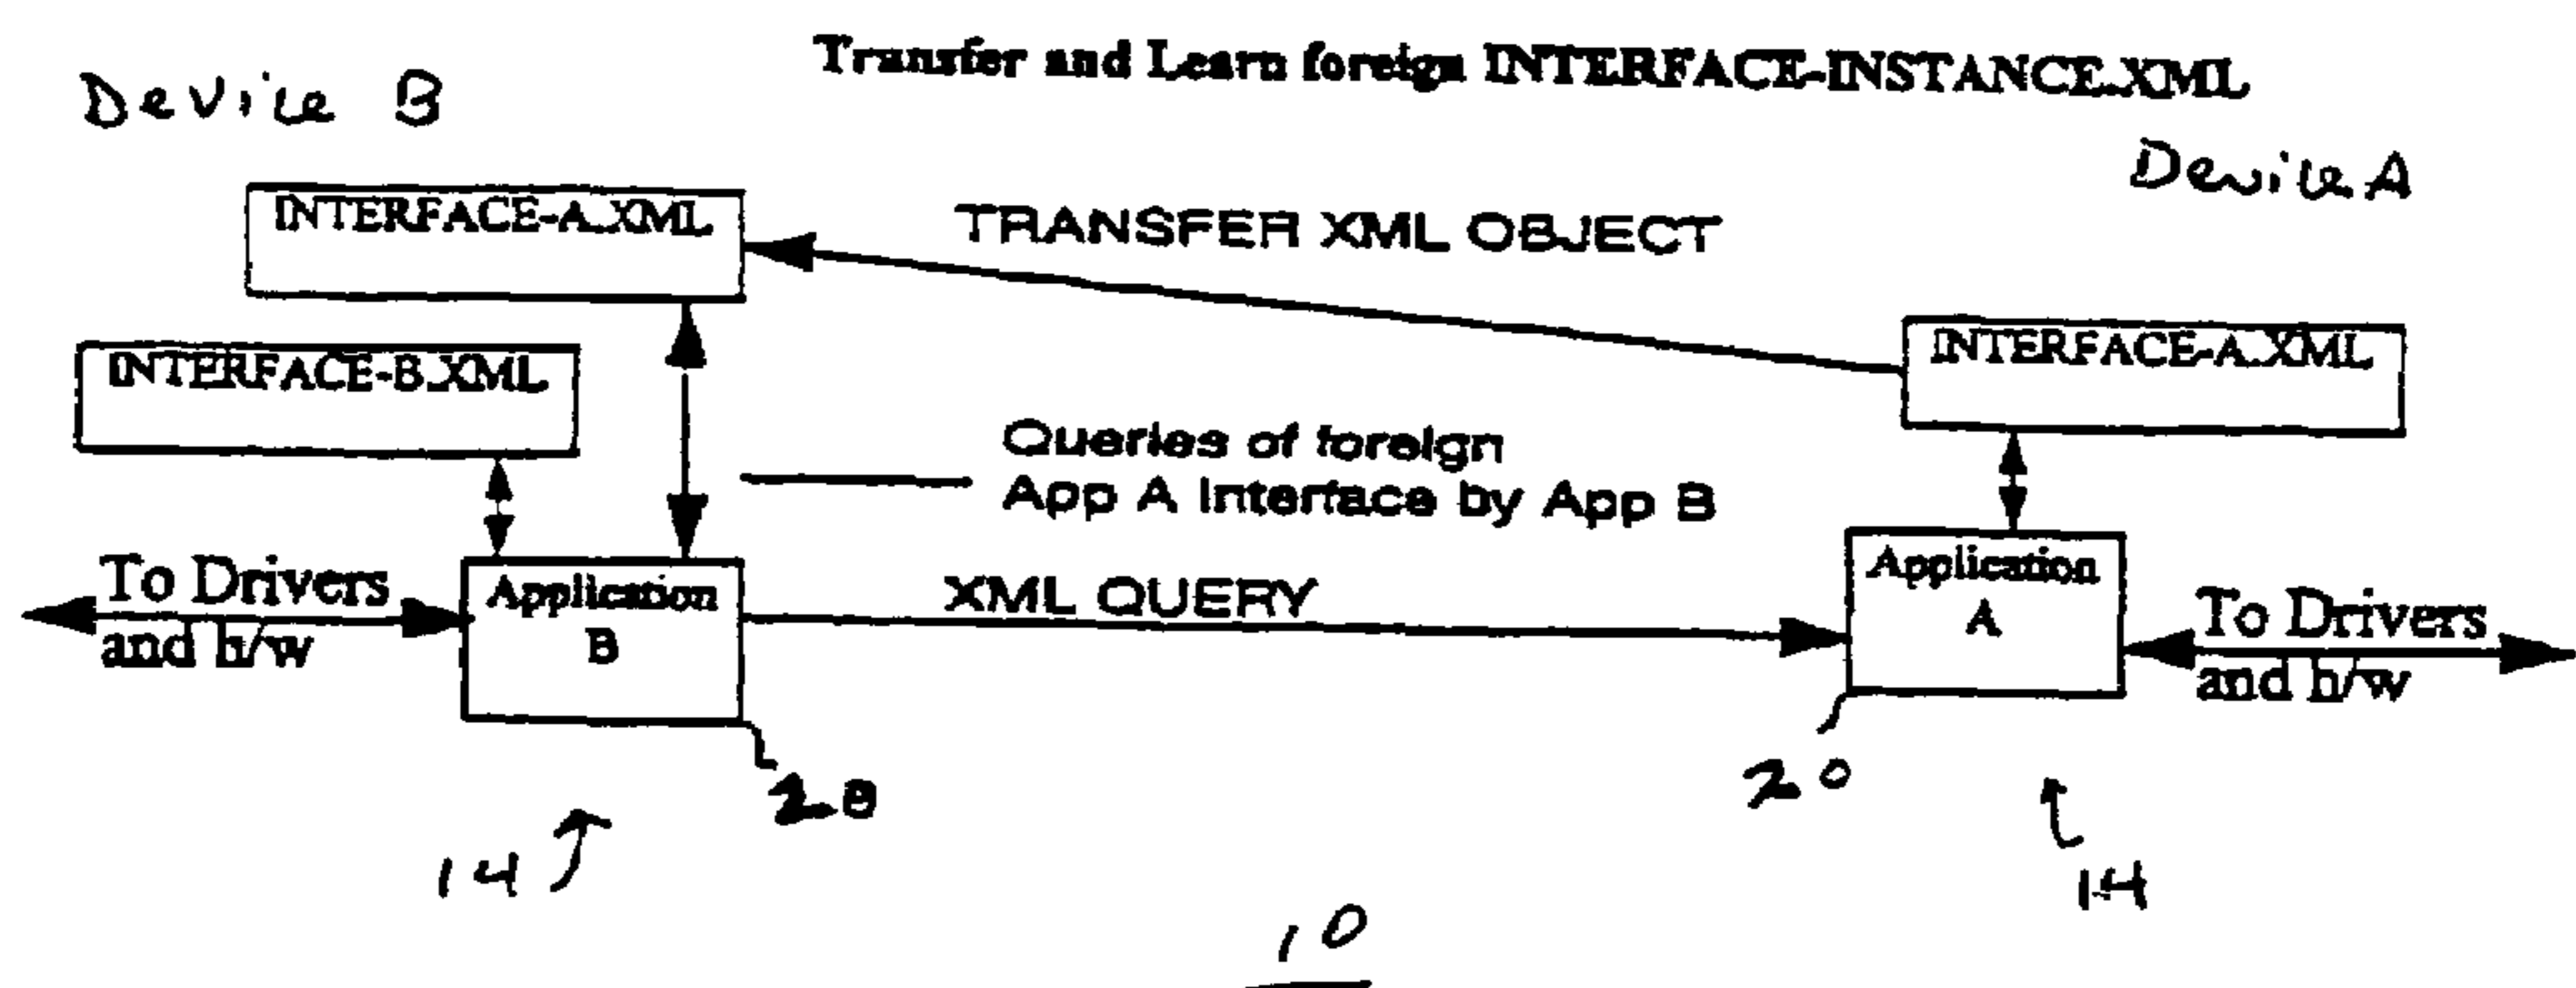 Transfer and Learn foreign INTERFACE-INSTANCE.XML
Device B
Device A
INTERFACE-A.XML
TRANSFER XML OBJECT
INTERFACE-B.XML
INTERFACE-A.XML
Queries of foreign
App A Interface by App B
To Drivers
and h/w
Application
B
XML QUERY
Application
A
To Drivers
and h/w
20
20
14
14
10